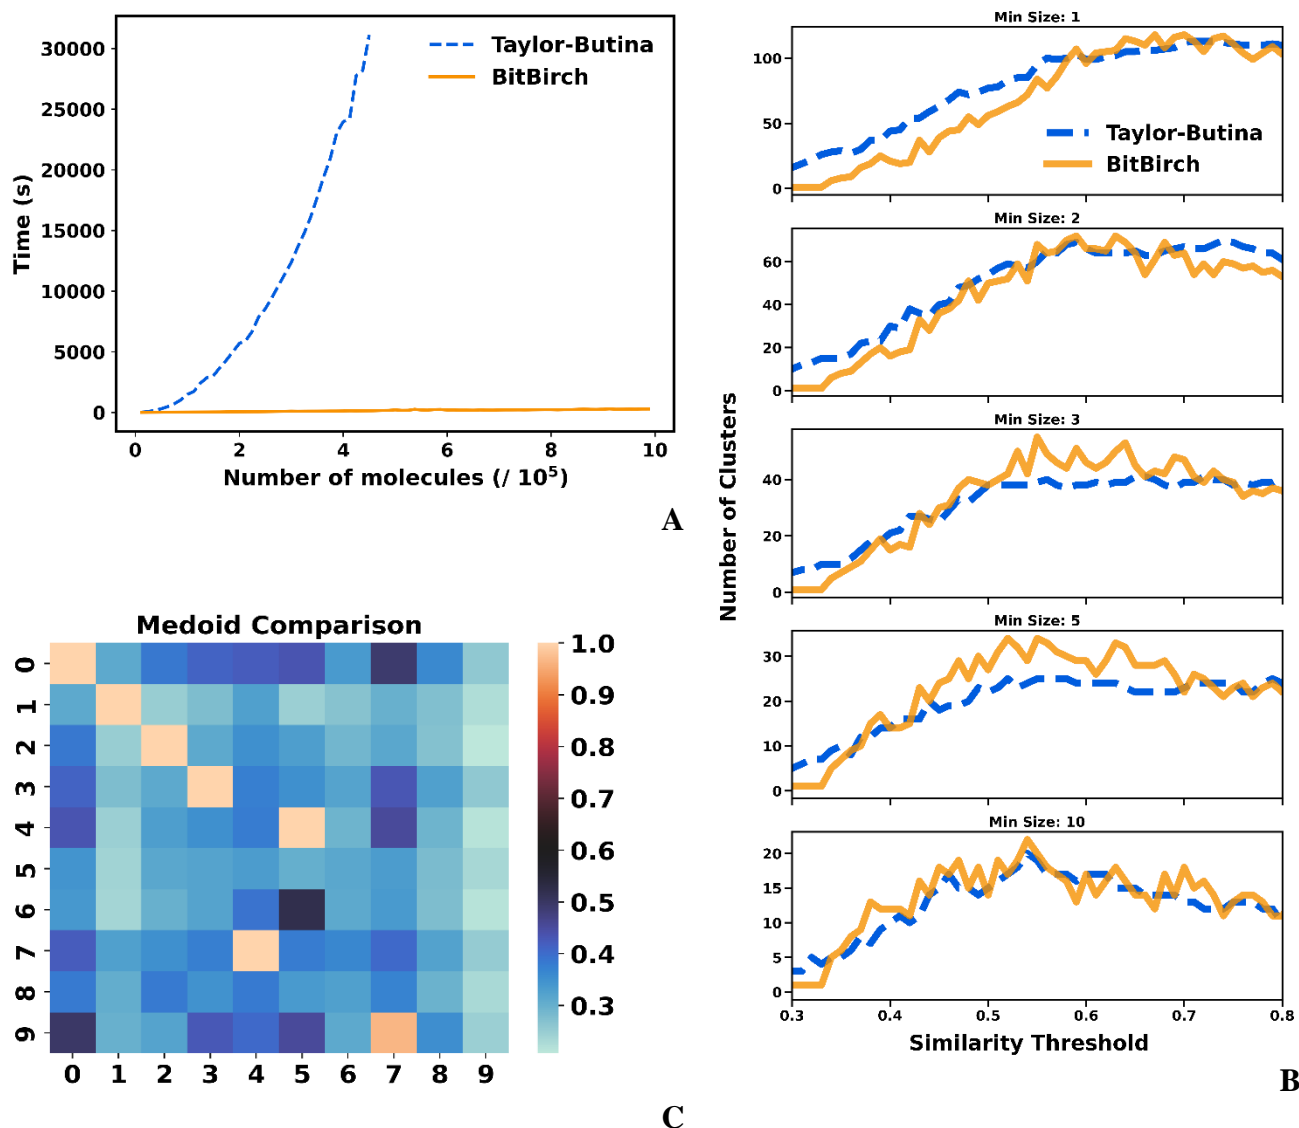 30000
25000
20000
15000
10000
5000
0
Time (s)
Taylor-Butina
BitBirch
0 2 4 6 8 10
Number of molecules (/ 10⁵)
A
Medoid Comparison
0
1
2
3
4
5
6
7
8
9
0 1 2 3 4 5 6 7 8 9
1.0
0.9
0.8
0.7
0.6
0.5
0.4
0.3
C
Number of Clusters
Min Size: 1
100
50
0
Taylor-Butina
BitBirch
Min Size: 2
60
40
20
0
Min Size: 3
40
20
0
Min Size: 5
30
20
10
0
Min Size: 10
20
15
10
5
0
0.3 0.4 0.5 0.6 0.7 0.8
Similarity Threshold
B